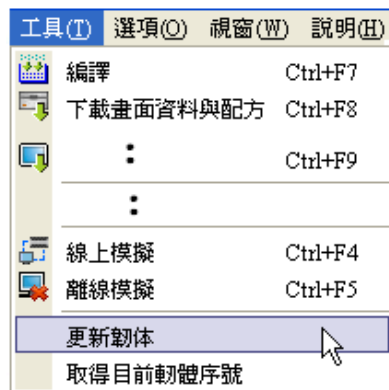 工具(T) 選項(O) 視窗(W) 說明(H)
編譯 Ctrl+F7
下載畫面資料與配方 Ctrl+F8
: Ctrl+F9
:
線上模擬 Ctrl+F4
離線模擬 Ctrl+F5
更新韌体
取得目前軔體序號